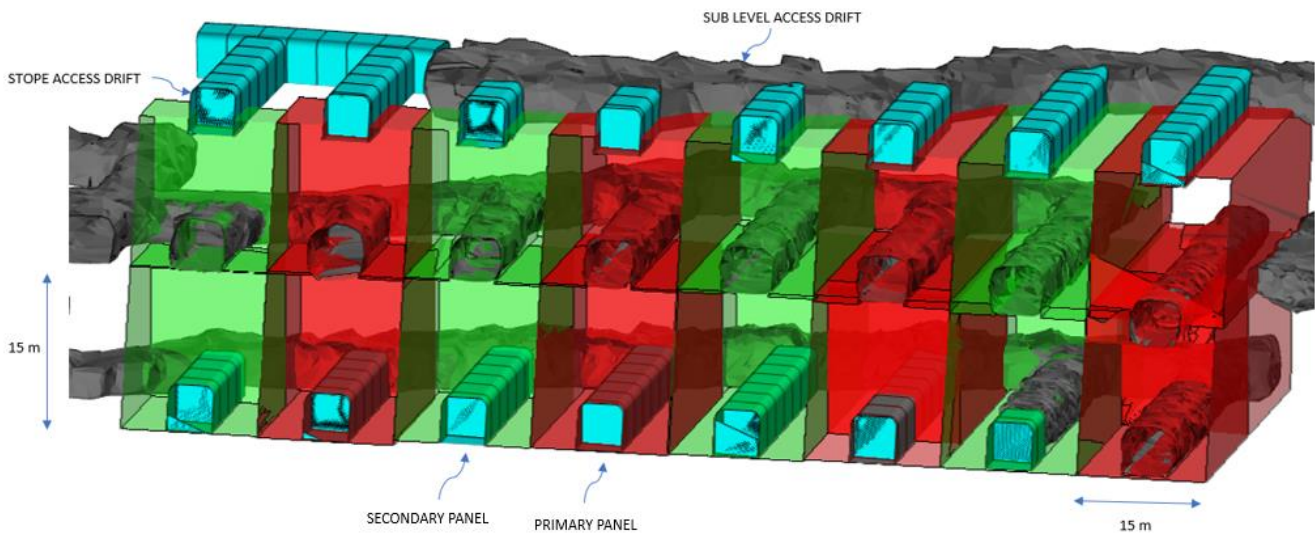 SUB LEVEL ACCESS DRIFT
STOPE ACCESS DRIFT
15 m
SECONDARY PANEL
PRIMARY PANEL
15 m